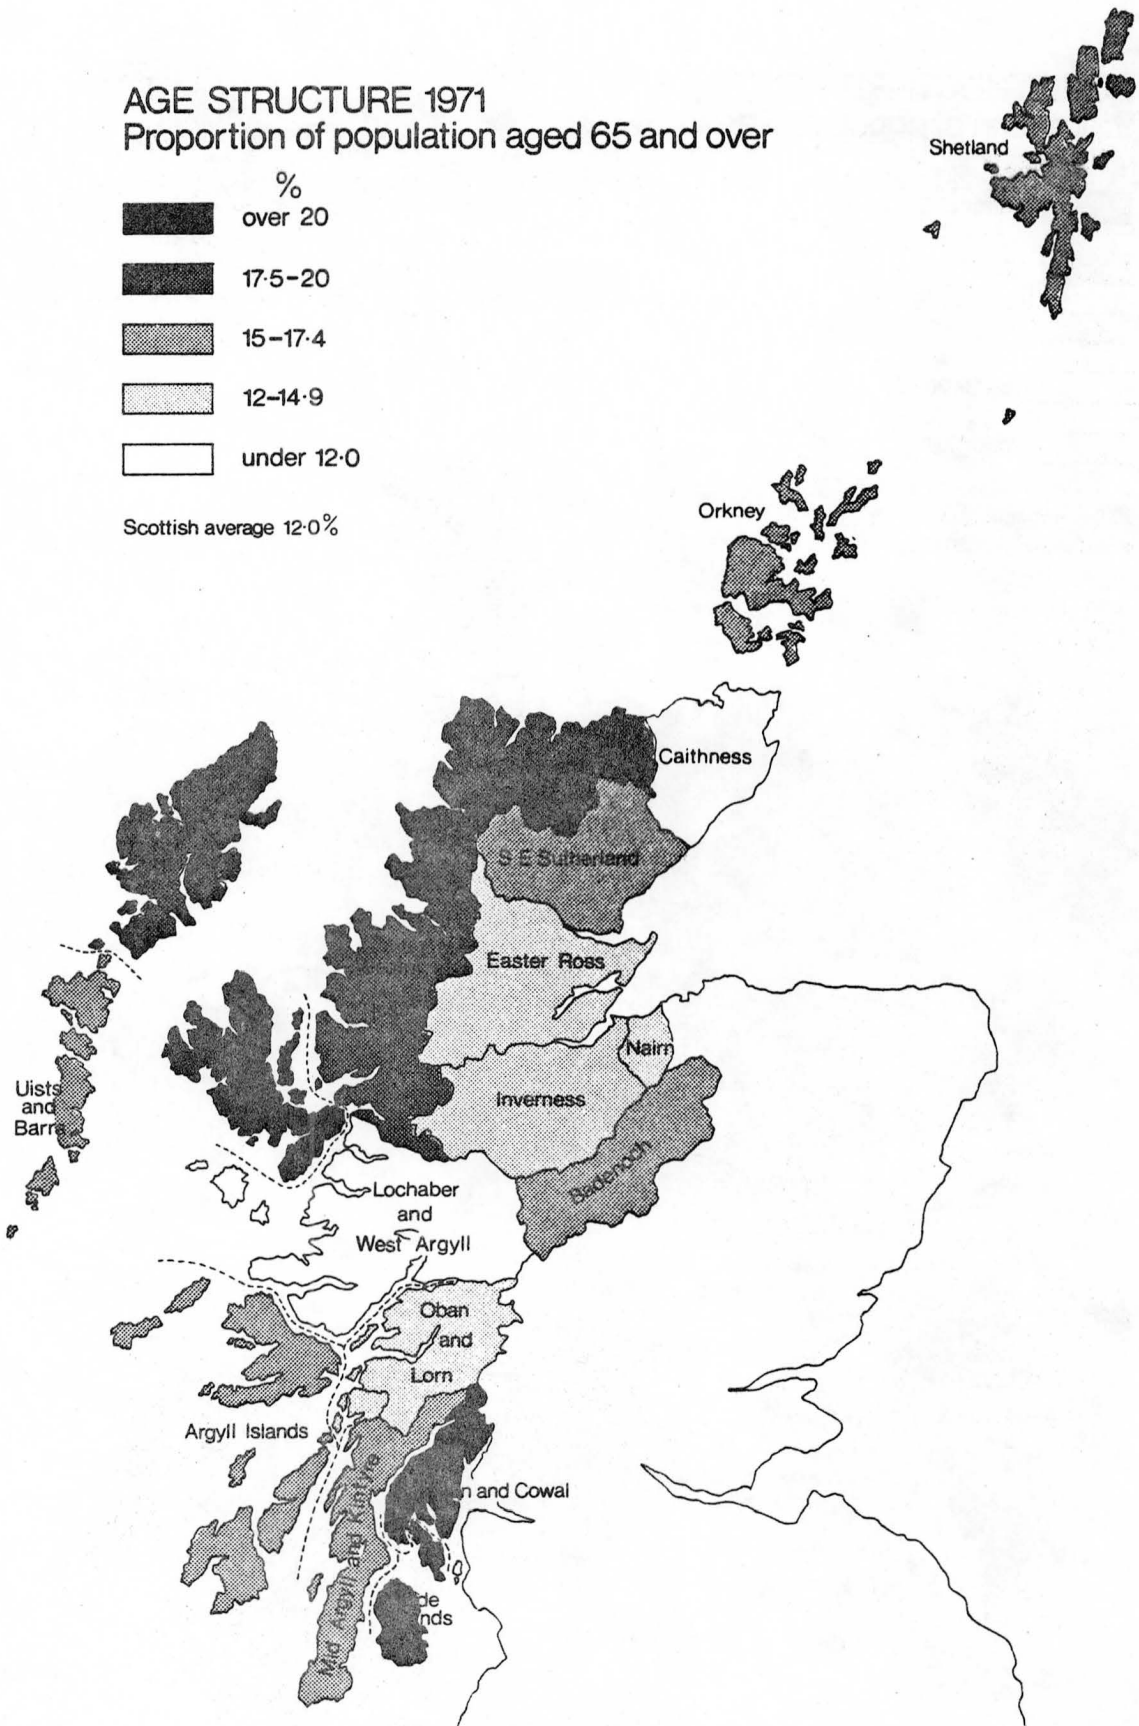 AGE STRUCTURE 1971
Proportion of population aged 65 and over
%
over 20
17·5-20
15-17·4
12-14·9
under 12·0
Scottish average 12·0%
Shetland
Orkney
Caithness
S E Sutherland
Easter Ross
Nairn
Inverness
Badenoch
Uists
and
Barra
Lochaber
and
West Argyll
Oban
and
Lorn
Argyll Islands
Mid Argyll and Kintyre
n and Cowal
de
nds